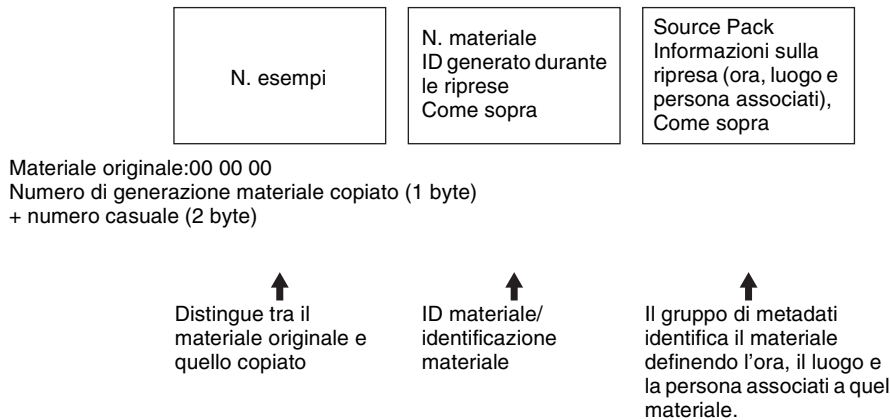 N. esempi
N. materiale
ID generato durante
le riprese
Come sopra
Source Pack
Informazioni sulla
ripresa (ora, luogo e
persona associati),
Come sopra
Materiale originale:00 00 00
Numero di generazione materiale copiato (1 byte)
+ numero casuale (2 byte)
Distingue tra il
materiale originale e
quello copiato
ID materiale/
identificazione
materiale
Il gruppo di metadati
identifica il materiale
definendo l'ora, il luogo e
la persona associati a quel
materiale.